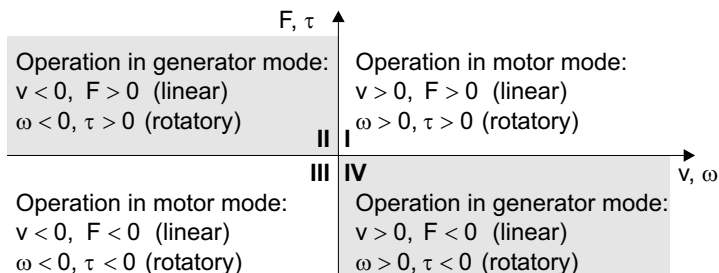 F, τ
Operation in generator mode:
v < 0, F > 0 (linear)
ω < 0, τ > 0 (rotatory)
II
Operation in motor mode:
v > 0, F > 0 (linear)
ω > 0, τ > 0 (rotatory)
I
v, ω
III
Operation in motor mode:
v < 0, F < 0 (linear)
ω < 0, τ < 0 (rotatory)
IV
Operation in generator mode:
v > 0, F < 0 (linear)
ω > 0, τ < 0 (rotatory)